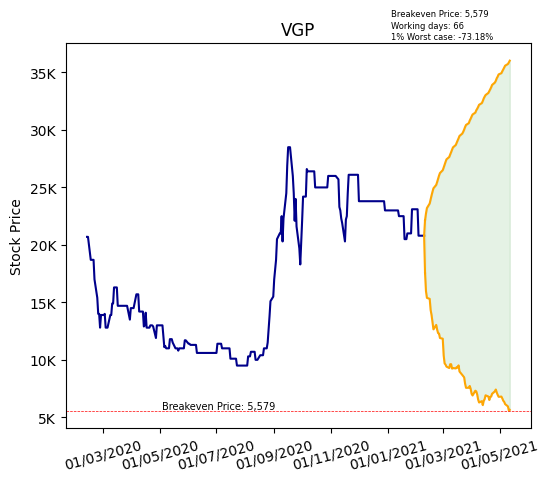 Breakeven Price: 5,579
Working days: 66
1% Worst case: -73.18%
VGP
Stock Price
35K
30K
25K
20K
15K
10K
5K
Breakeven Price: 5,579
01/03/2020
01/05/2020
01/07/2020
01/09/2020
01/11/2020
01/01/2021
01/03/2021
01/05/2021